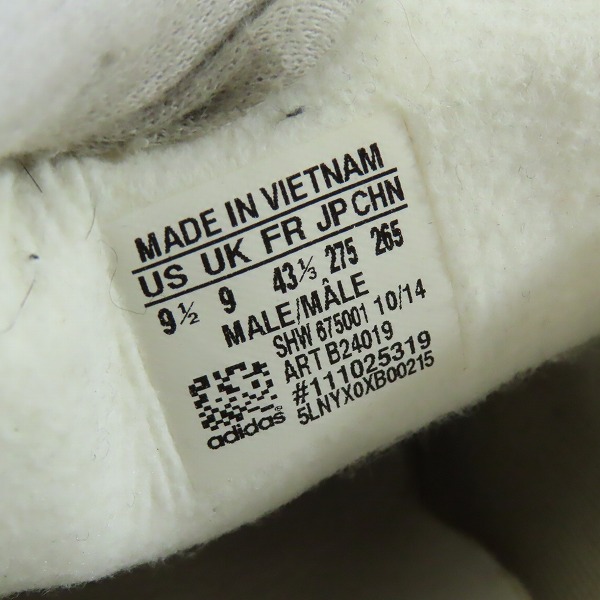 MADE IN VIETNAM
US UK FR JP CHN
9½ 9 43⅓ 275 265
MALE/MÂLE
SHW 675001 10/14
ART B24019
#111025319
5LNYX0XB00215
adidas®